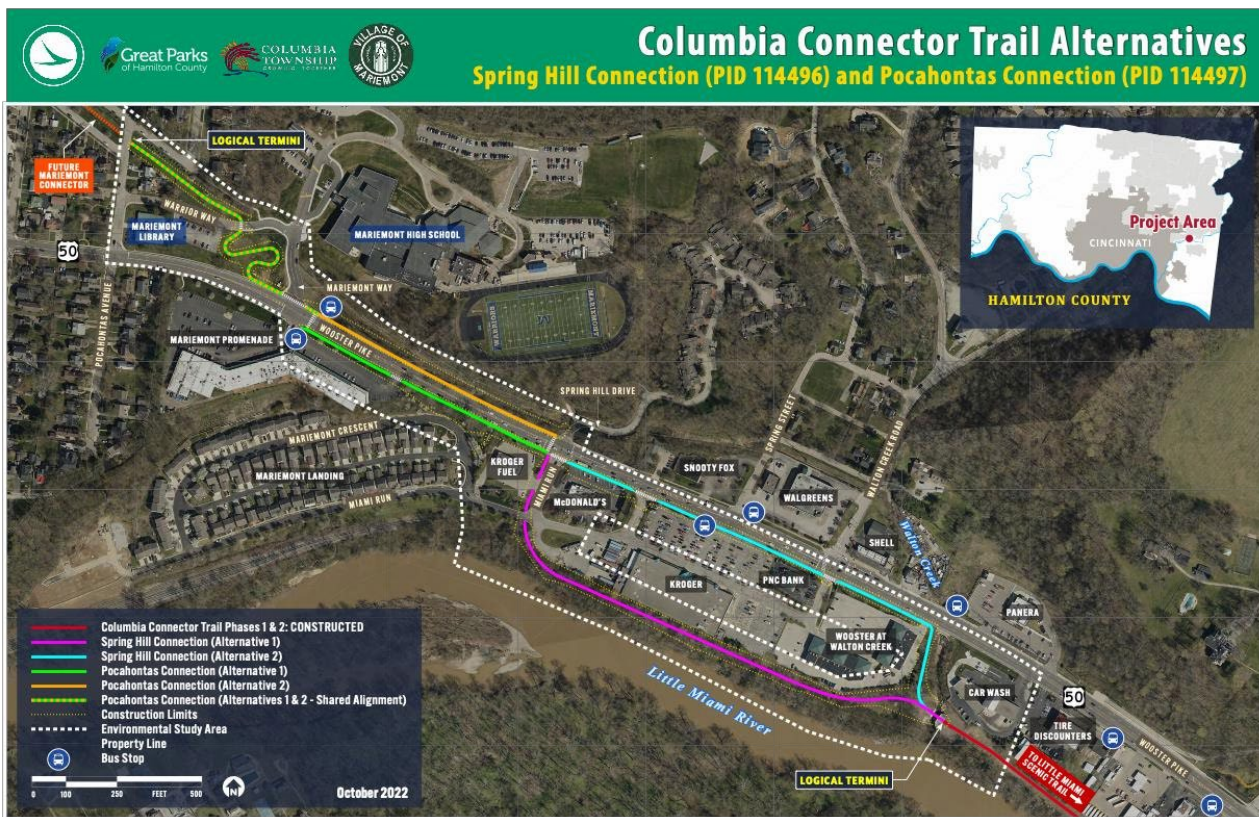 Great Parks
of Hamilton County
COLUMBIA
TOWNSHIP
VILLAGE OF
MARIEMONT
Columbia Connector Trail Alternatives
Spring Hill Connection (PID 114496) and Pocahontas Connection (PID 114497)
LOGICAL TERMINI
FUTURE
MARIEMONT
CONNECTOR
WARRIOR WAY
MARIEMONT
LIBRARY
MARIEMONT HIGH SCHOOL
50
MARIEMONT WAY
POCAHONTAS AVENUE
MARIEMONT PROMENADE
WOOSTER PIKE
WARRIORS
MARIEMONT
Project Area
CINCINNATI
HAMILTON COUNTY
SPRING HILL DRIVE
SPRING STREET
WALTON CREEK ROAD
MARIEMONT CRESCENT
MARIEMONT LANDING
MIAMI RUN
KROGER
FUEL
MIAMI RUN
McDONALD'S
SNOOTY FOX
WALGREENS
SHELL
Walton Creek
KROGER
PNC BANK
PANERA
WOOSTER AT
WALTON CREEK
CAR WASH
50
TIRE
DISCOUNTERS
WOOSTER PIKE
Little Miami River
LOGICAL TERMINI
TO LITTLE MIAMI
SCENIC TRAIL
Columbia Connector Trail Phases 1 & 2: CONSTRUCTED
Spring Hill Connection (Alternative 1)
Spring Hill Connection (Alternative 2)
Pocahontas Connection (Alternative 1)
Pocahontas Connection (Alternative 2)
Pocahontas Connection (Alternatives 1 & 2 - Shared Alignment)
Construction Limits
Environmental Study Area
Property Line
Bus Stop
0 100 250 FEET 500
N
October 2022